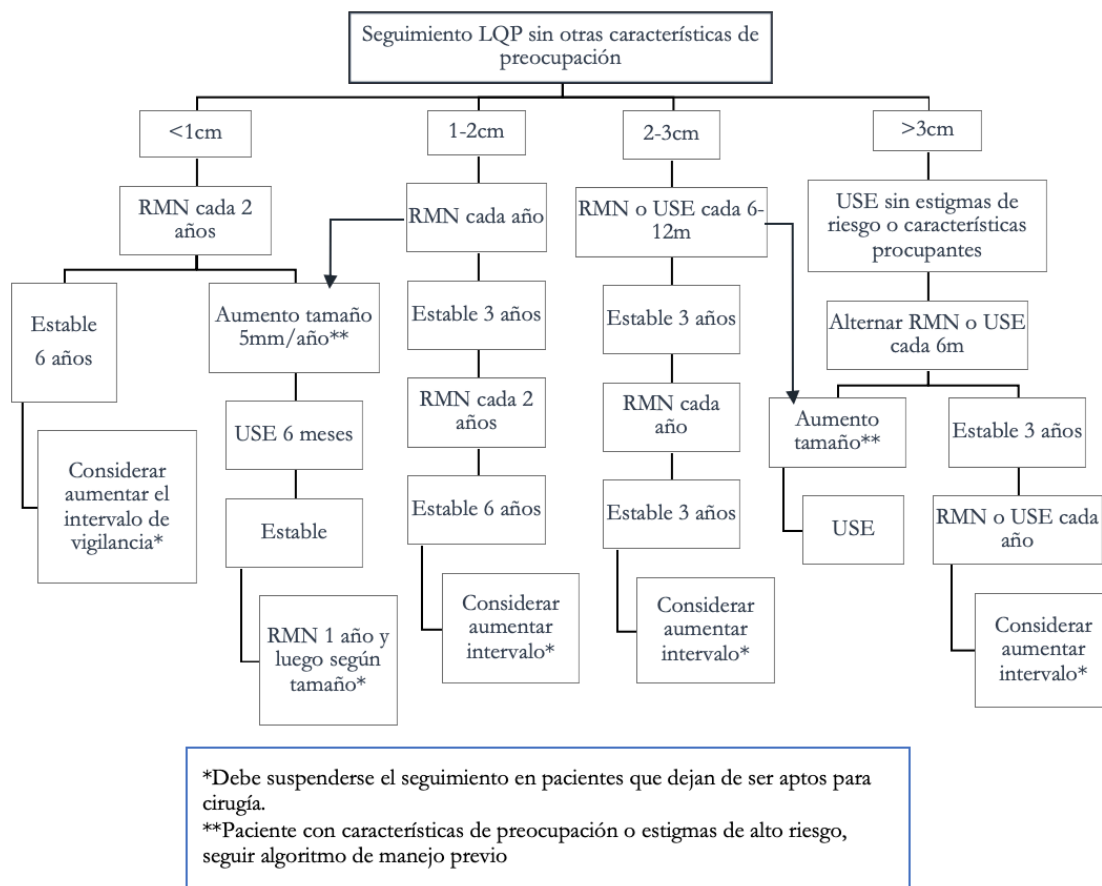 Seguimiento LQP sin otras características de
preocupación
<1cm
1-2cm
2-3cm
>3cm
RMN cada 2
años
RMN cada año
RMN o USE cada 6-
12m
USE sin estigmas de
riesgo o características
procupantes
Estable
6 años
Aumento tamaño
5mm/año**
Estable 3 años
Estable 3 años
Alternar RMN o USE
cada 6m
USE 6 meses
RMN cada 2
años
RMN cada
año
Aumento
tamaño**
Estable 3 años
Considerar
aumentar el
intervalo de
vigilancia*
Estable
Estable 6 años
Estable 3 años
USE
RMN o USE cada
año
RMN 1 año y
luego según
tamaño*
Considerar
aumentar
intervalo*
Considerar
aumentar
intervalo*
Considerar
aumentar
intervalo*
*Debe suspenderse el seguimiento en pacientes que dejan de ser aptos para
cirugía.
**Paciente con características de preocupación o estigmas de alto riesgo,
seguir algoritmo de manejo previo